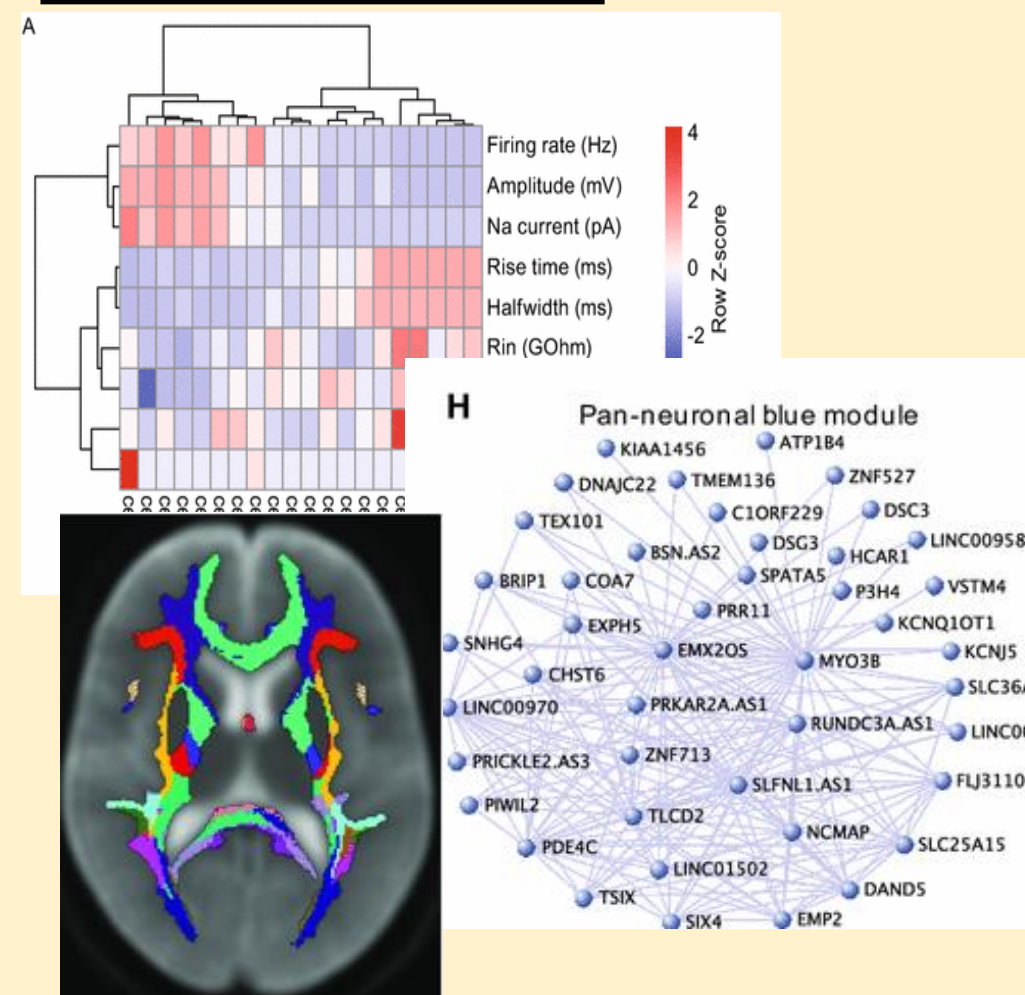 A
Firing rate (Hz)
Amplitude (mV)
Na current (pA)
Rise time (ms)
Halfwidth (ms)
Rin (GOhm)
4
2
0
-2
Row Z-score
H
Pan-neuronal blue module
KIAA1456
ATP1B4
DNAJC22
TMEM136
ZNF527
TEX101
C1ORF229
DSC3
BSN.AS2
DSG3
HCAR1
LINC00958
BRIP1
COA7
SPATA5
P3H4
VSTM4
PRR11
EXPH5
KCNQ1OT1
SNHG4
EMX2OS
MYO3B
KCNJ5
CHST6
SLC36
LINC00970
PRKAR2A.AS1
RUNDC3A.AS1
LINC00
PRICKLE2.AS3
ZNF713
SLFNL1.AS1
FLJ3110
PIWIL2
TLCD2
NCMAP
SLC25A15
PDE4C
LINC01502
DAND5
TSIX
SIX4
EMP2